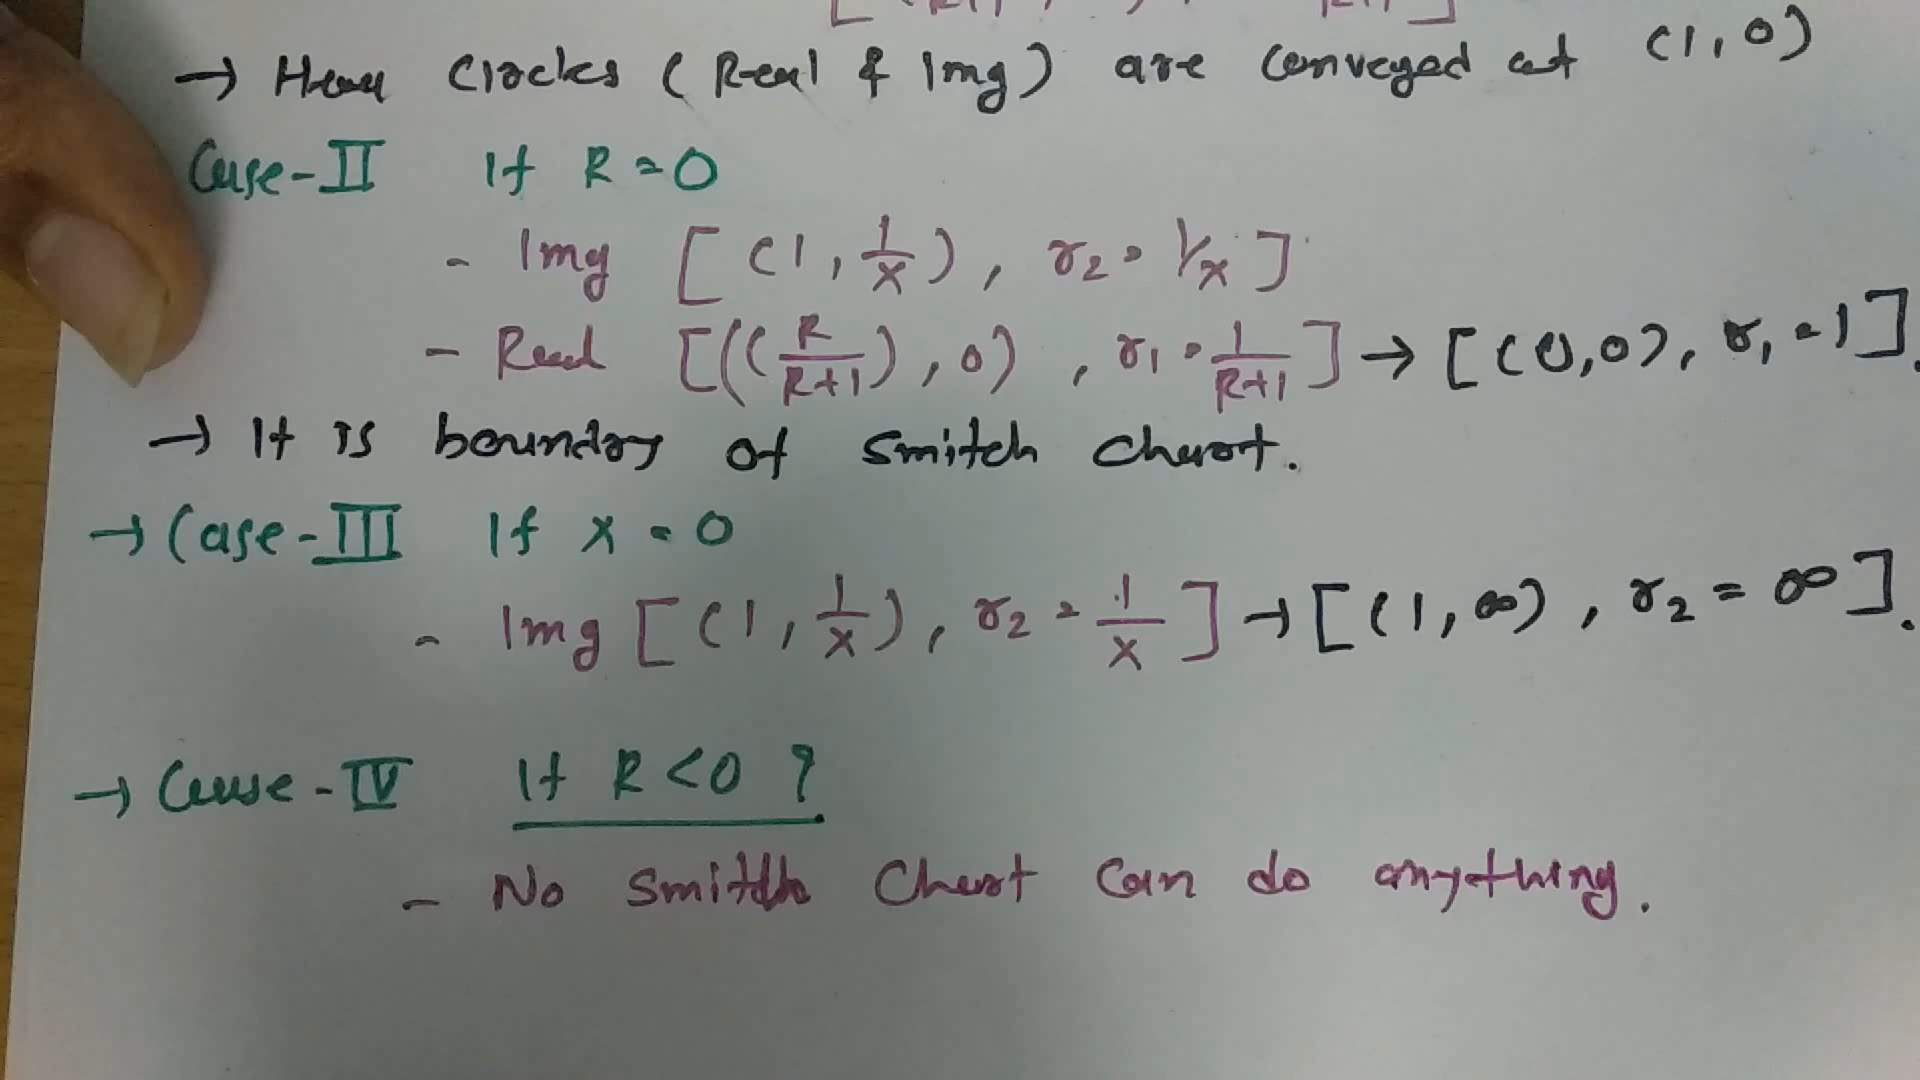 → Hence Circles (Real & Img) are converged at (1,0)
Case-II If R=0
- Img [(1, 1/x), r2 = 1/x]
- Real [((R/R+1), 0), r1 = 1/R+1] → [(0,0), r1 = 1].
→ It is boundary of smitch chart.
→ Case-III If x = 0
- Img [(1, 1/x), r2 = 1/x] → [(1, ∞), r2 = ∞].
→ Case-IV If R<0 ?
- No Smith Chart can do anything.